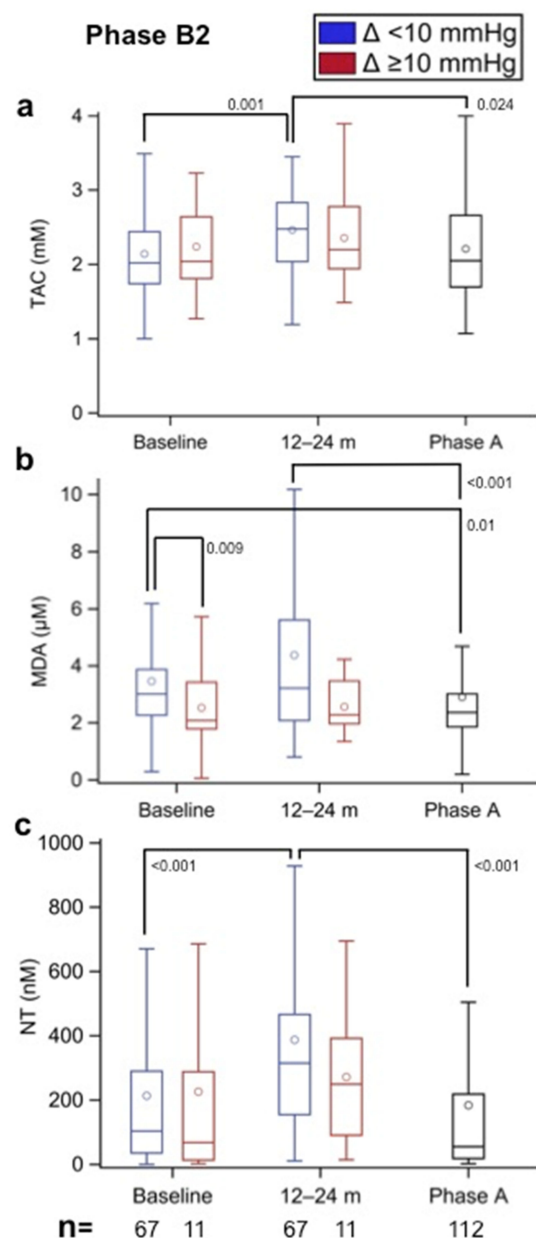 Phase B2
Δ <10 mmHg
Δ ≥10 mmHg
a
TAC (mM)
4
3
2
1
0
0.001
0.024
Baseline 12–24 m Phase A
b
MDA (µM)
10
8
6
4
2
0
<0.001
0.01
0.009
Baseline 12–24 m Phase A
c
NT (nM)
1000
800
600
400
200
0
<0.001 <0.001
Baseline 12–24 m Phase A
n= 67 11 67 11 112